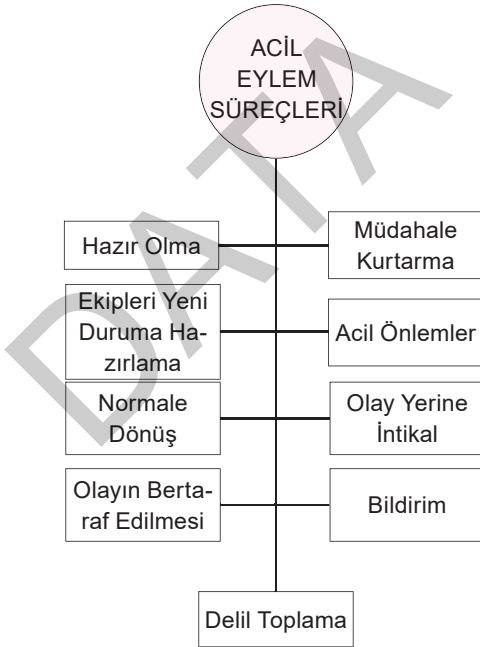 ACİL
EYLEM
SÜREÇLERİ
Hazır Olma
Müdahale
Kurtarma
Ekipleri Yeni
Duruma Ha-
zırlama
Acil Önlemler
Normale
Dönüş
Olay Yerine
İntikal
Olayın Berta-
raf Edilmesi
Bildirim
Delil Toplama
DATA